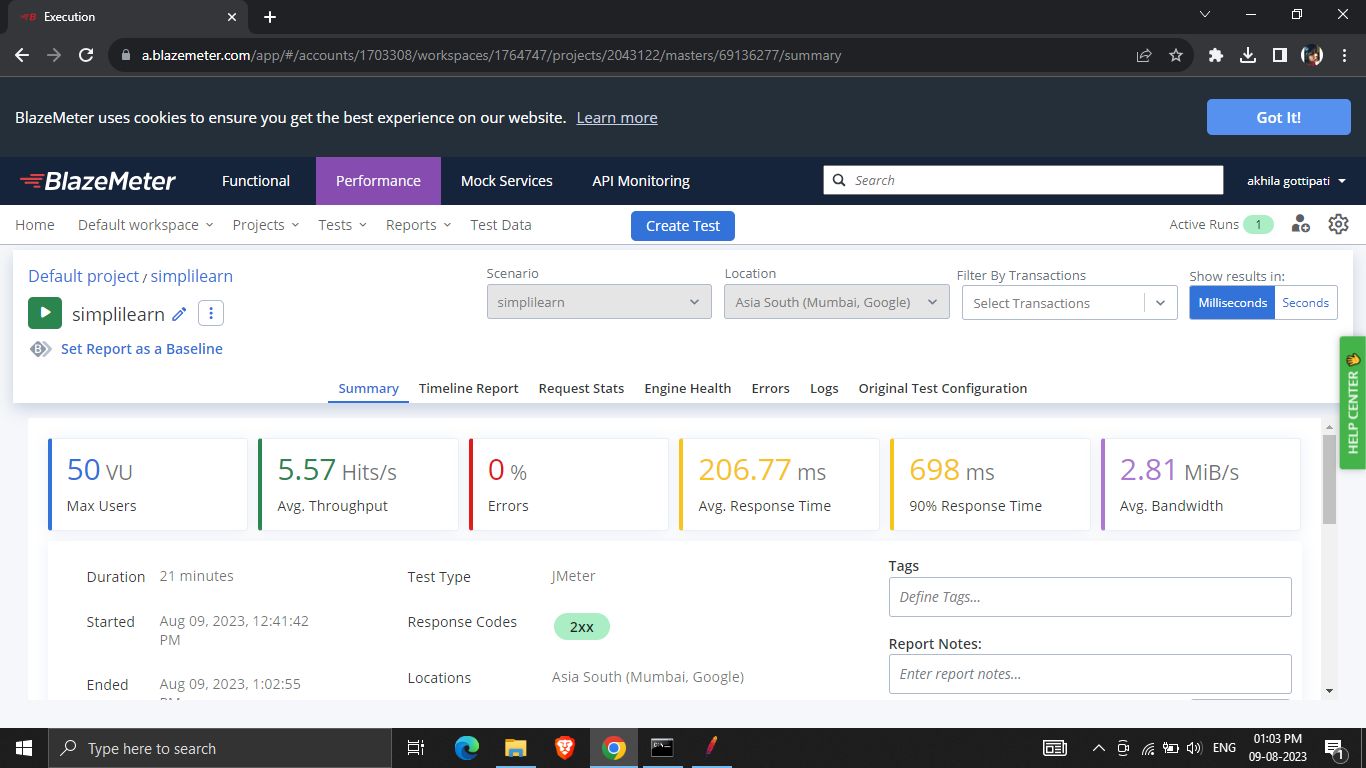 Execution
a.blazemeter.com/app/#/accounts/1703308/workspaces/1764747/projects/2043122/masters/69136277/summary
BlazeMeter uses cookies to ensure you get the best experience on our website. Learn more
Got It!
BlazeMeter
Functional
Performance
Mock Services
API Monitoring
Search
akhila gottipati
Home
Default workspace
Projects
Tests
Reports
Test Data
Create Test
Active Runs 1
Default project / simplilearn
simplilearn
Set Report as a Baseline
Scenario
simplilearn
Location
Asia South (Mumbai, Google)
Filter By Transactions
Select Transactions
Show results in:
Milliseconds
Seconds
HELP CENTER
Summary
Timeline Report
Request Stats
Engine Health
Errors
Logs
Original Test Configuration
50 VU
Max Users
5.57 Hits/s
Avg. Throughput
0 %
Errors
206.77 ms
Avg. Response Time
698 ms
90% Response Time
2.81 MiB/s
Avg. Bandwidth
Duration 21 minutes
Started Aug 09, 2023, 12:41:42
PM
Ended Aug 09, 2023, 1:02:55
Test Type JMeter
Response Codes 2xx
Locations Asia South (Mumbai, Google)
Tags
Define Tags...
Report Notes:
Enter report notes...
Type here to search
ENG
01:03 PM
09-08-2023
1